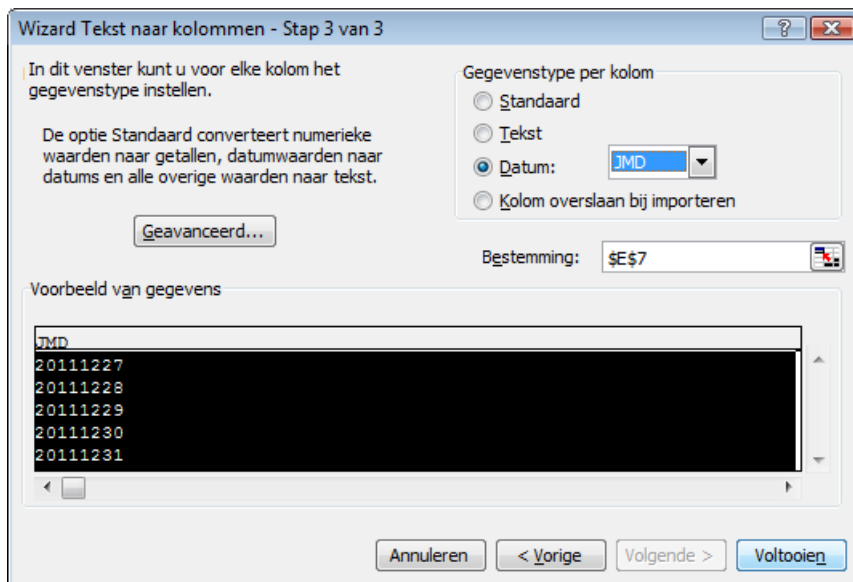 Wizard Tekst naar kolommen - Stap 3 van 3
In dit venster kunt u voor elke kolom het
gegevenstype instellen.
De optie Standaard converteert numerieke
waarden naar getallen, datumwaarden naar
datums en alle overige waarden naar tekst.
Geavanceerd...
Gegevenstype per kolom
Standaard
Tekst
Datum: JMD
Kolom overslaan bij importeren
Bestemming: $E$7
Voorbeeld van gegevens
JMD
20111227
20111228
20111229
20111230
20111231
Annuleren < Vorige Volgende > Voltooien